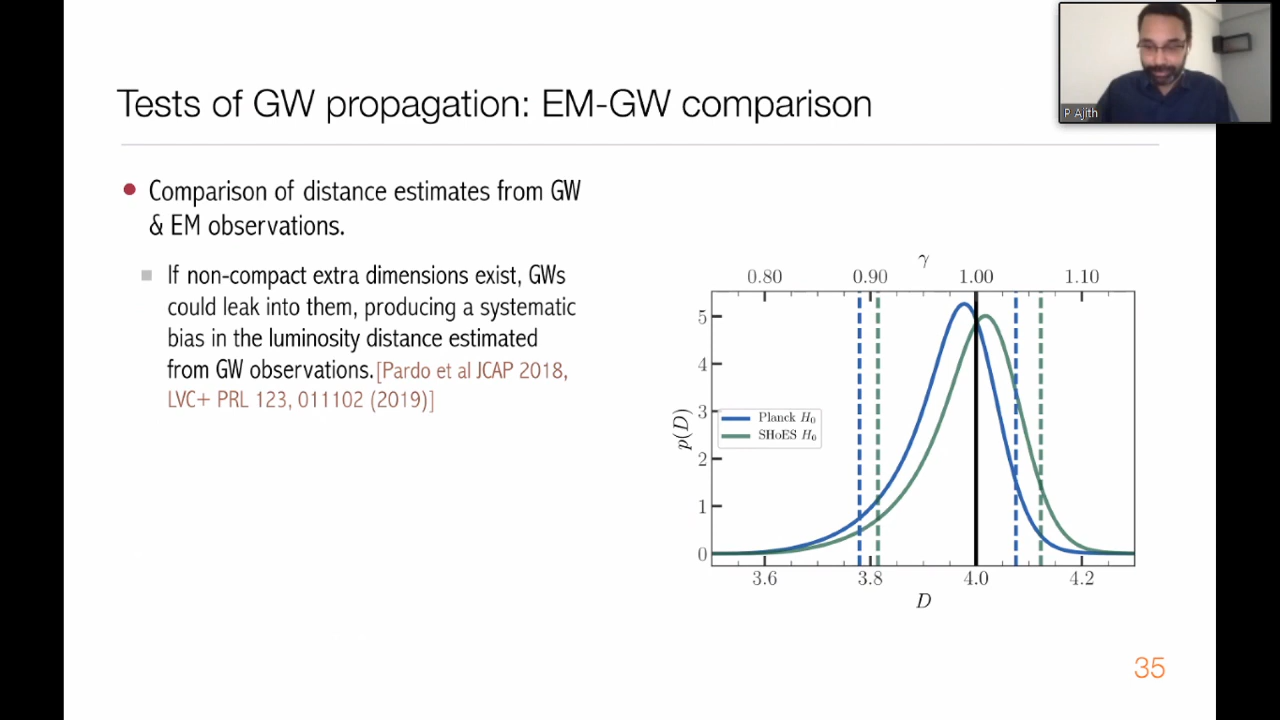 Tests of GW propagation: EM-GW comparison
P Ajith
Comparison of distance estimates from GW
& EM observations.
If non-compact extra dimensions exist, GWs
could leak into them, producing a systematic
bias in the luminosity distance estimated
from GW observations. [Pardo et al JCAP 2018,
LVC+ PRL 123, 011102 (2019)]
γ
0.80 0.90 1.00 1.10
5
4
3
2
1
0
p(D)
Planck H₀
SHoES H₀
3.6 3.8 4.0 4.2
D
35